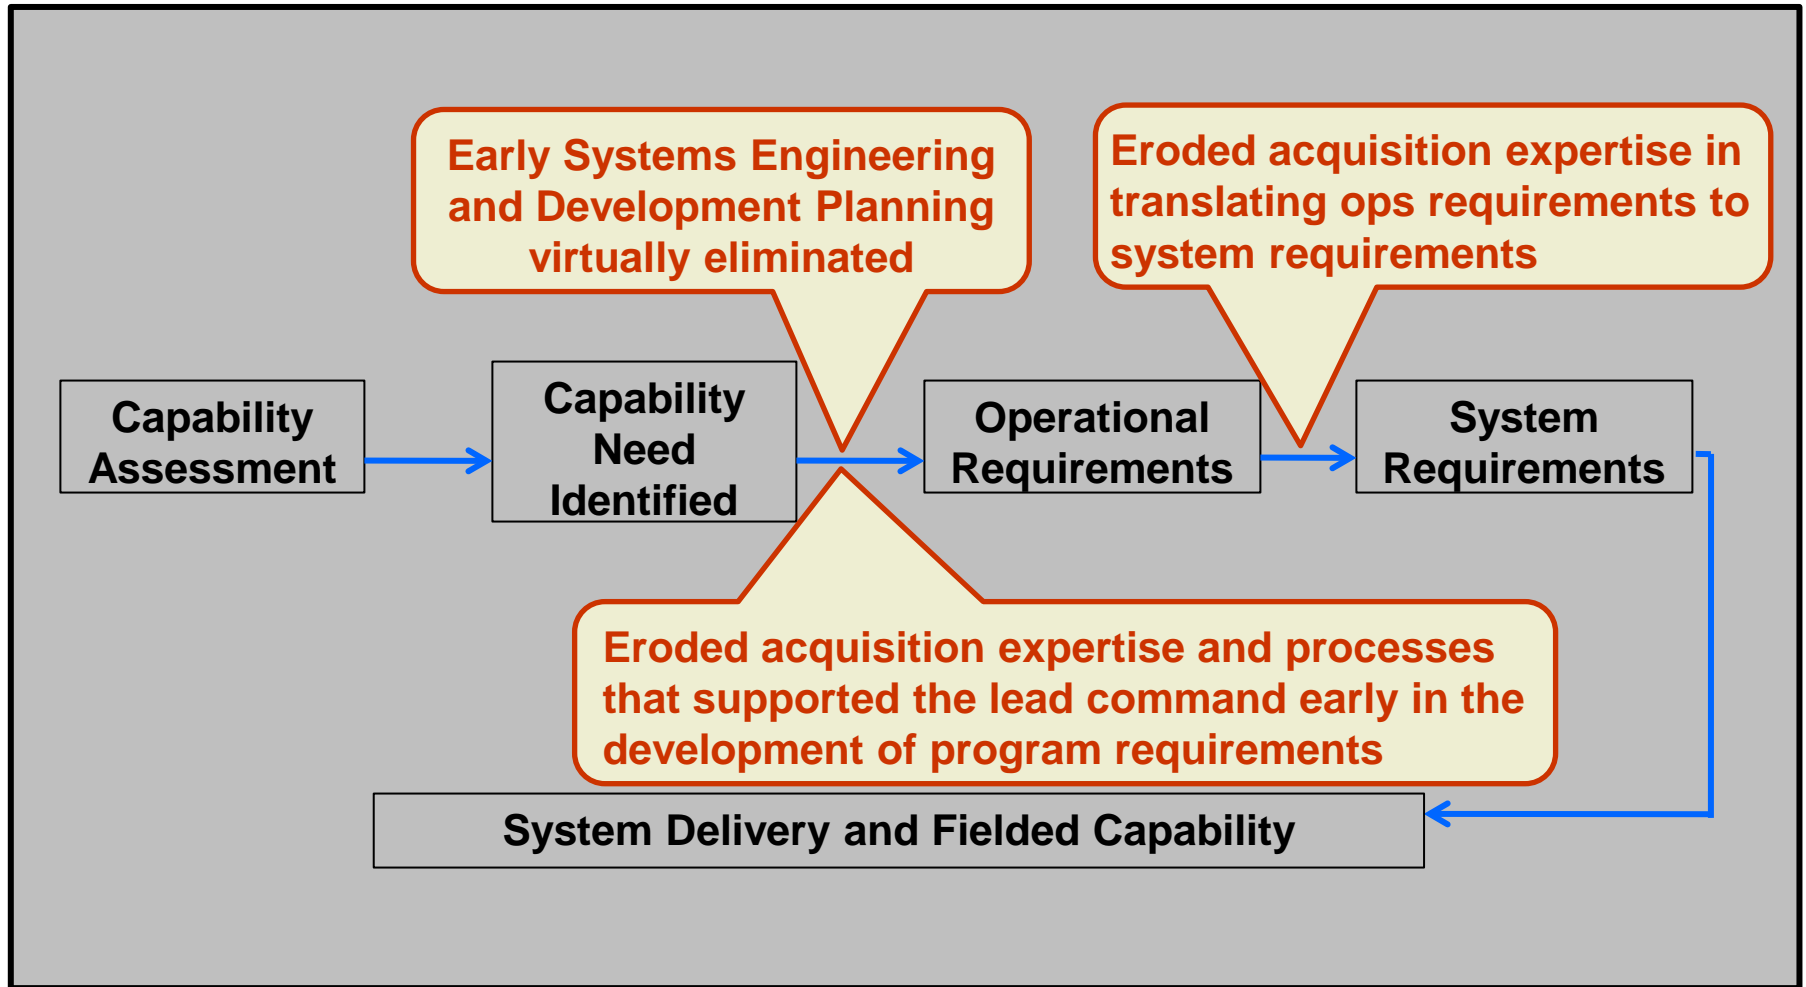 Early Systems Engineering
and Development Planning
virtually eliminated
Eroded acquisition expertise in
translating ops requirements to
system requirements
Capability
Assessment
Capability
Need
Identified
Operational
Requirements
System
Requirements
Eroded acquisition expertise and processes
that supported the lead command early in the
development of program requirements
System Delivery and Fielded Capability